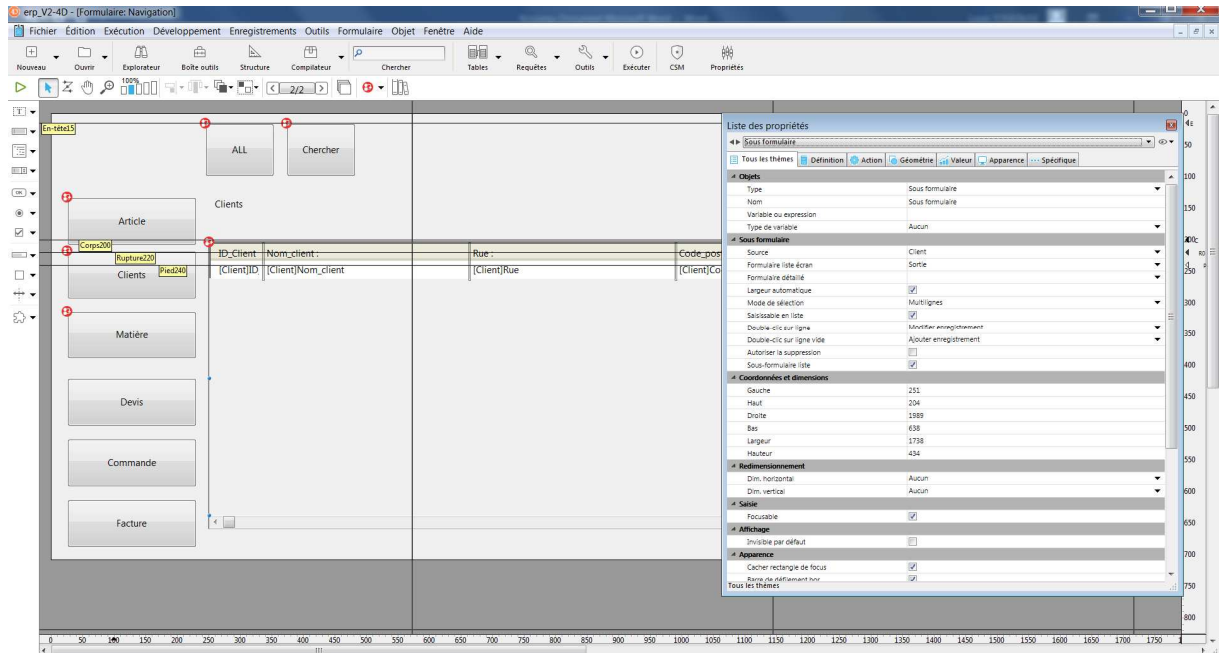 erp_V2-4D - [Formulaire: Navigation]
Fichier Édition Exécution Développement Enregistrements Outils Formulaire Objet Fenêtre Aide
Nouveau Ouvrir Explorateur Boîte outils Structure Compilateur Chercher Tables Requêtes Outils Exécuter CSM Propriétés
100%
2/2
En-tête15
ALL
Chercher
Clients
Article
Corps200
Rupture220
Pied240
Clients
Matière
Devis
Commande
Facture
ID_Client Nom_client : Rue : Code_pos
[Client]ID [Client]Nom_client [Client]Rue [Client]Co
Liste des propriétés
Sous formulaire
Tous les thèmes Définition Action Géométrie Valeur Apparence Spécifique
Objets
Type Sous formulaire
Nom Sous formulaire
Variable ou expression
Type de variable Aucun
Sous formulaire
Source Client
Formulaire liste écran Sortie
Formulaire détaillé
Largeur automatique
Mode de sélection Multilignes
Saisissable en liste
Double-clic sur ligne Modifier enregistrement
Double-clic sur ligne vide Ajouter enregistrement
Autoriser la suppression
Sous-formulaire liste
Coordonnées et dimensions
Gauche 251
Haut 204
Droite 1989
Bas 638
Largeur 1738
Hauteur 434
Redimensionnement
Dim. horizontal Aucun
Dim. vertical Aucun
Saisie
Focusable
Affichage
Invisible par défaut
Apparence
Cacher rectangle de focus
Barre de défilement hor
Tous les thèmes
0
50
100
150
250
300
350
400
450
500
550
600
650
700
750
800
0 50 100 150 200 250 300 350 400 450 500 550 600 650 700 750 800 850 900 950 1000 1050 1100 1150 1200 1250 1300 1350 1400 1450 1500 1550 1600 1650 1700 1750